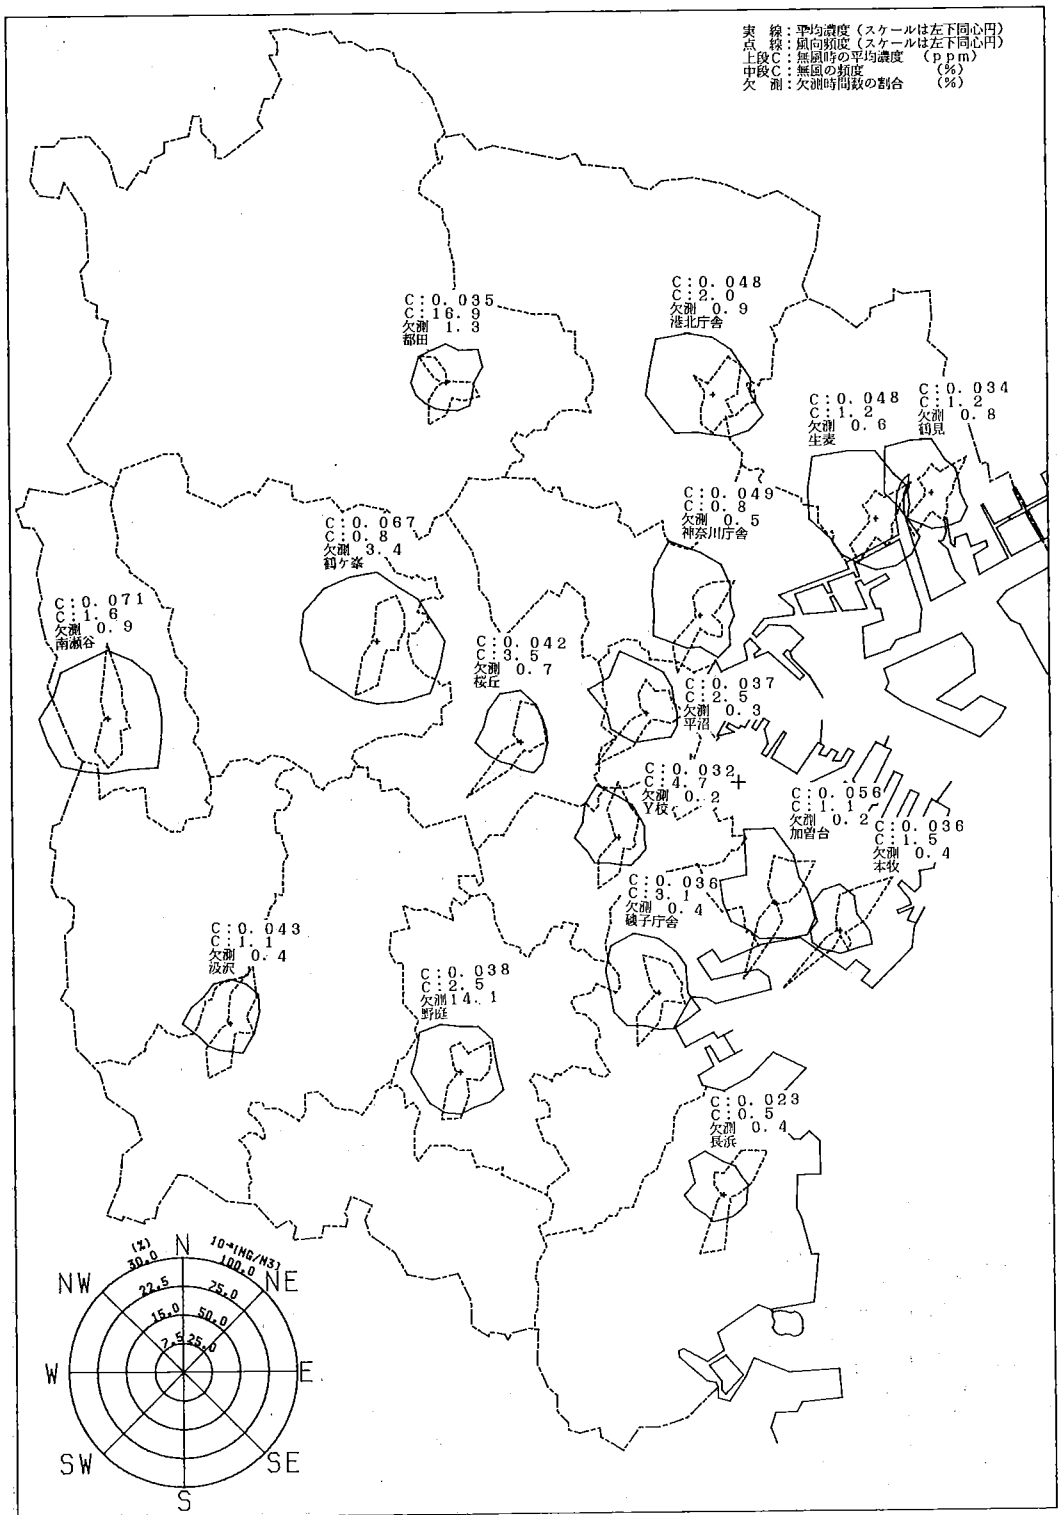 実　線：平均濃度（スケールは左下同心円）
点　線：風向頻度（スケールは左下同心円）
上段C：無風時の平均濃度　（ppm）
中段C：無風の頻度　（%）
欠　測：欠測時間数の割合　（%）
C:0.035
C:16.9
欠測 1.3
都田
C:0.048
C:2.0
欠測 0.9
港北庁舎
C:0.048
C:1.2
欠測 0.6
生麦
C:0.034
C:1.2
欠測 0.8
鶴見
C:0.049
C:0.8
欠測 0.5
神奈川庁舎
C:0.067
C:0.8
欠測 3.4
鶴ケ峯
C:0.071
C:1.6
欠測 0.9
南瀬谷
C:0.042
C:3.5
欠測 0.7
桜丘
C:0.037
C:2.5
欠測 0.3
平沼
C:0.032
C:4.7
欠測 0.2
Y校
C:0.056
C:1.1
欠測 0.2
加曽台
C:0.036
C:1.5
欠測 0.4
本牧
C:0.036
C:3.1
欠測 0.4
磯子庁舎
C:0.043
C:1.1
欠測 0.4
汲沢
C:0.038
C:2.5
欠測14.1
野庭
C:0.023
C:0.5
欠測 0.4
長浜
(%) N (MG/M3)
30.0 100.0
NW NE
22.5 75.0
15.0 50.0
7.5 25.0
W E
SW SE
S